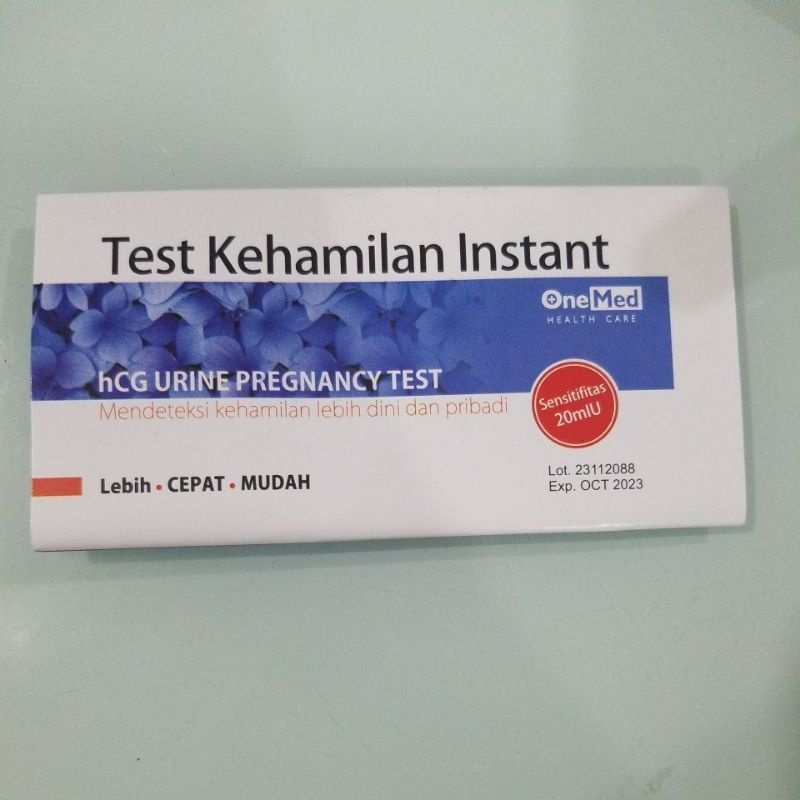 Test Kehamilan Instant
OneMed
HEALTH CARE
hCG URINE PREGNANCY TEST
Mendeteksi kehamilan lebih dini dan pribadi
Sensitifitas
20mIU
Lebih • CEPAT • MUDAH
Lot. 23112088
Exp. OCT 2023